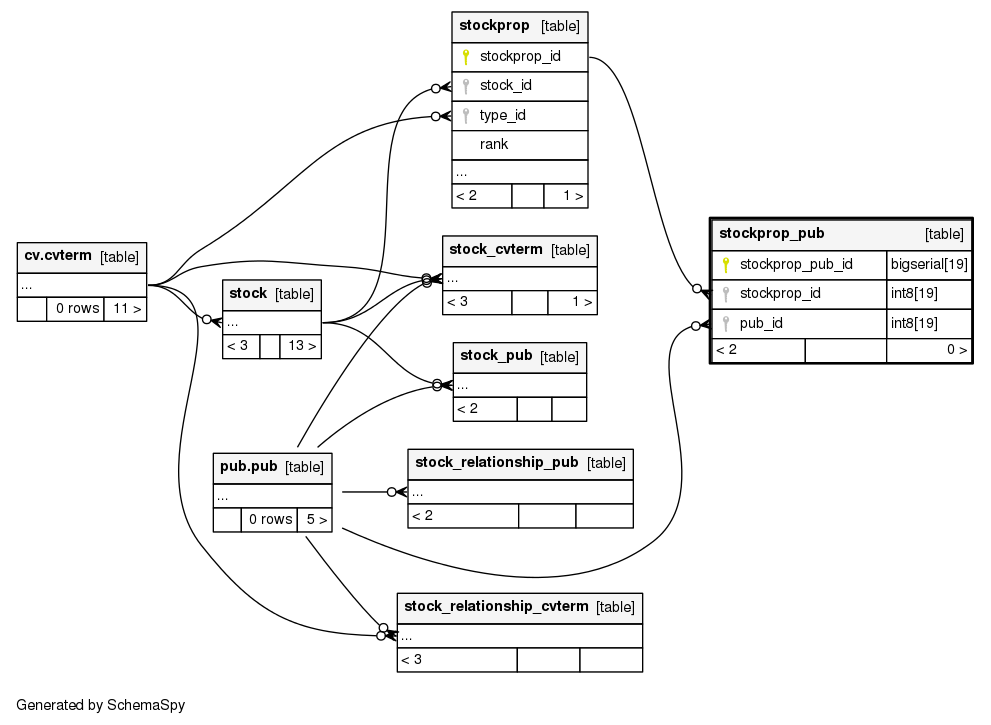 stockprop [table]
stockprop_id
stock_id
type_id
rank
...
< 2 1 >
stockprop_pub [table]
stockprop_pub_id bigserial[19]
stockprop_id int8[19]
pub_id int8[19]
< 2 0 >
cv.cvterm [table]
...
0 rows 11 >
stock_cvterm [table]
...
< 3 1 >
stock [table]
...
< 3 13 >
stock_pub [table]
...
< 2
pub.pub [table]
...
0 rows 5 >
stock_relationship_pub [table]
...
< 2
stock_relationship_cvterm [table]
...
< 3
Generated by SchemaSpy